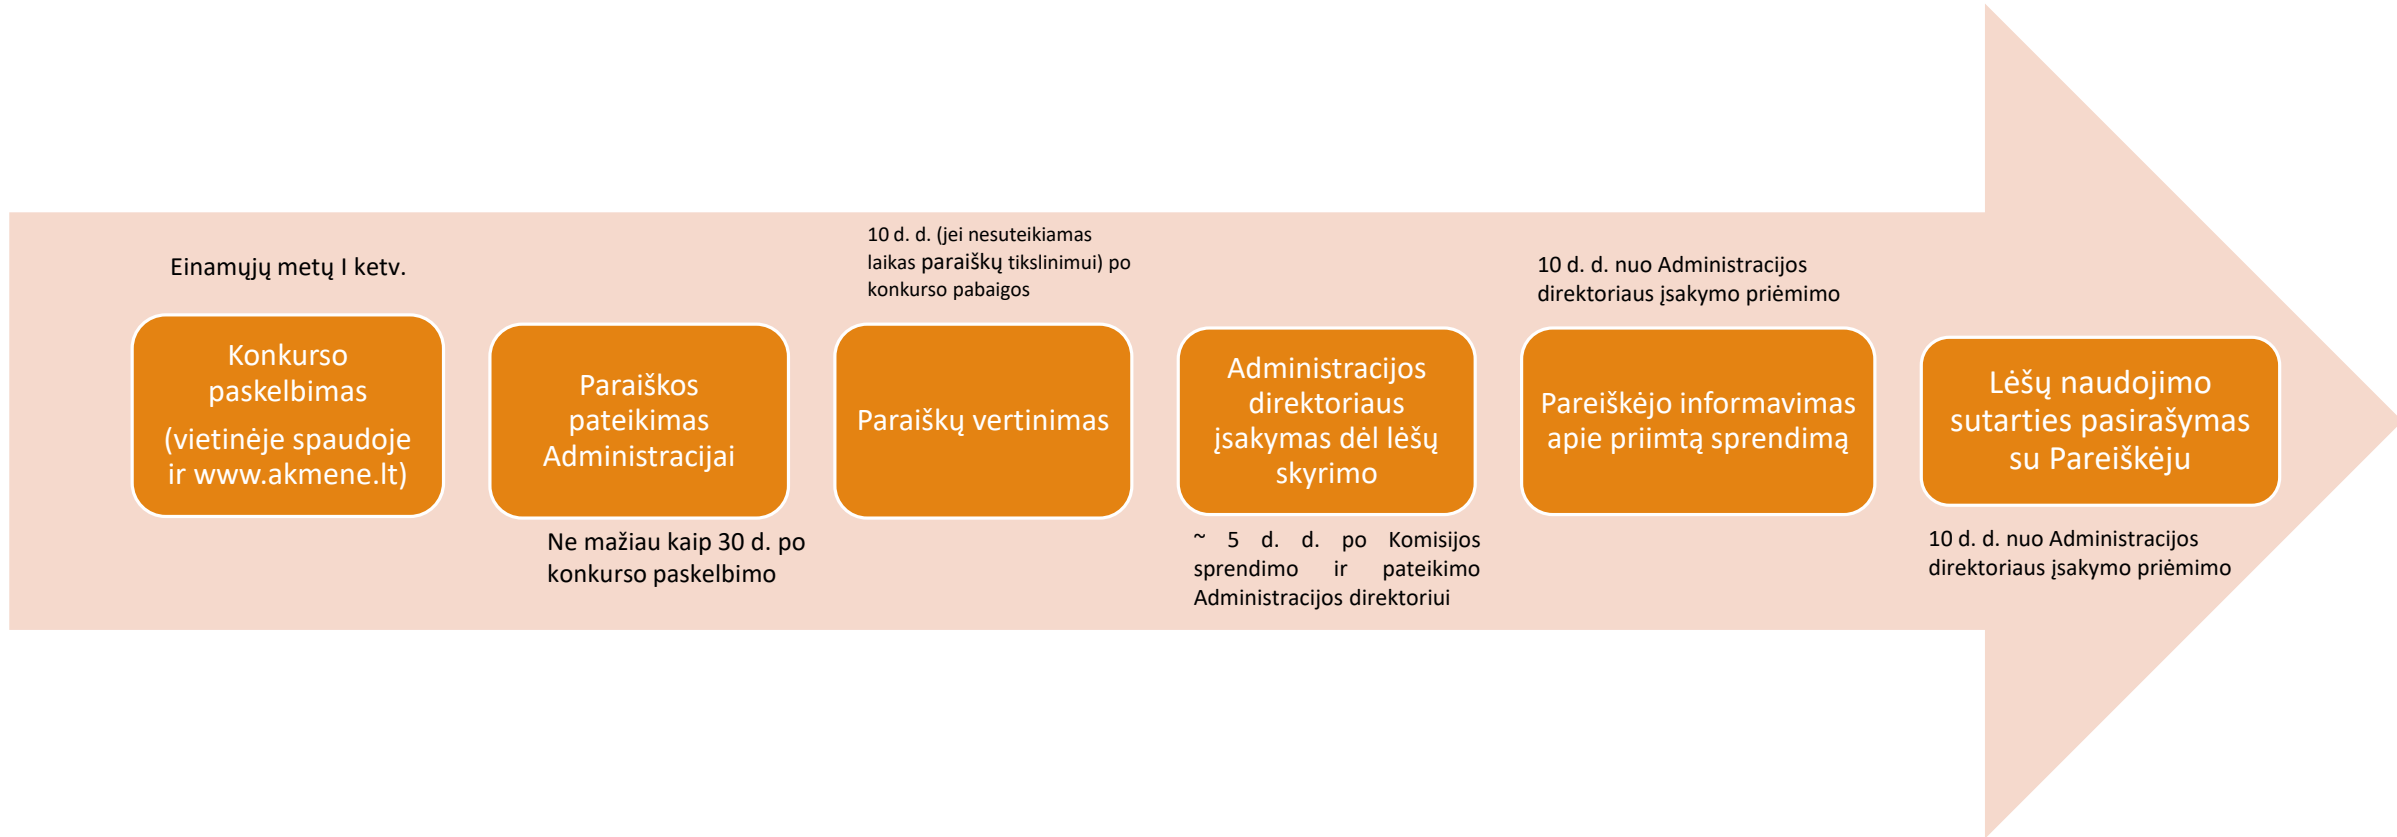 Einamųjų metų I ketv.
Konkurso
paskelbimas
(vietinėje spaudoje
ir www.akmene.lt)
Paraiškos
pateikimas
Administracijai
Ne mažiau kaip 30 d. po
konkurso paskelbimo
10 d. d. (jei nesuteikiamas
laikas paraiškų tikslinimui) po
konkurso pabaigos
Paraiškų vertinimas
Administracijos
direktoriaus
įsakymas dėl lėšų
skyrimo
~ 5 d. d. po Komisijos
sprendimo ir pateikimo
Administracijos direktoriui
10 d. d. nuo Administracijos
direktoriaus įsakymo priėmimo
Pareiškėjo informavimas
apie priimtą sprendimą
Lėšų naudojimo
sutarties pasirašymas
su Pareiškėju
10 d. d. nuo Administracijos
direktoriaus įsakymo priėmimo